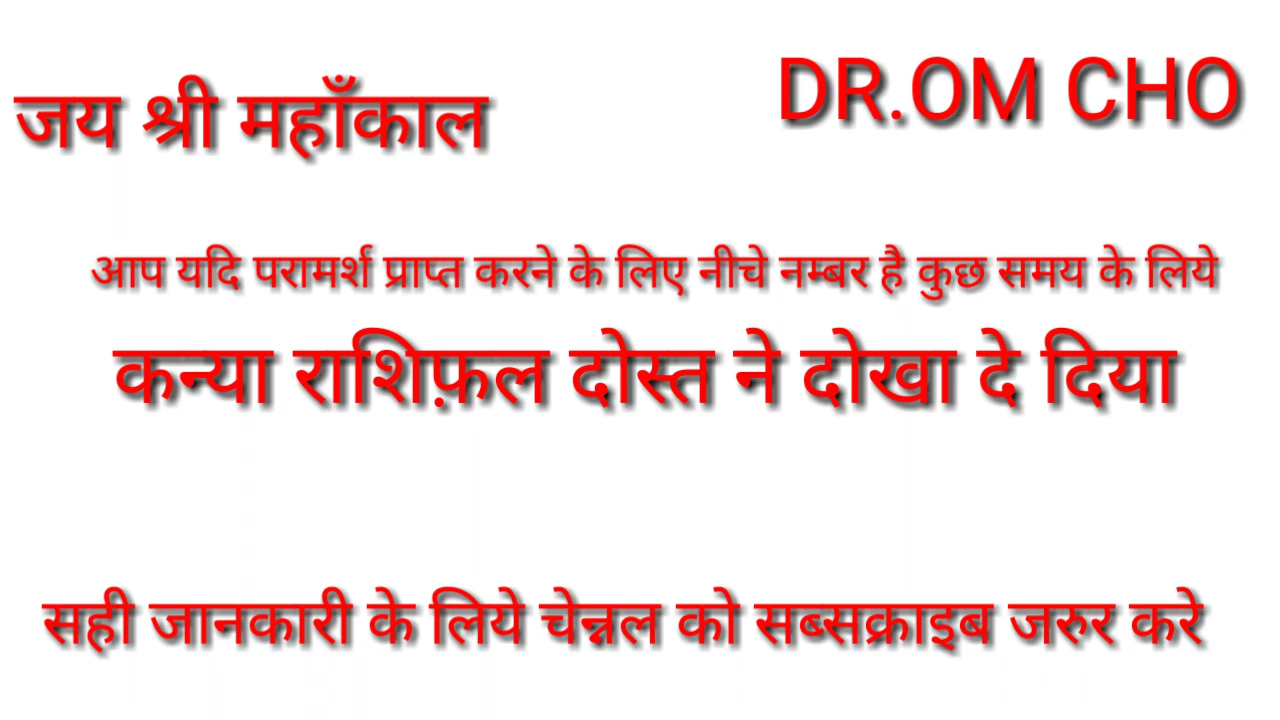 जय श्री महाँकाल
DR.OM CHO
आप यदि परामर्श प्राप्त करने के लिए नीचे नम्बर है कुछ समय के लिये
कन्या राशिफ़ल दोस्त ने दोखा दे दिया
सही जानकारी के लिये चेन्नल को सब्सक्राइब जरुर करे